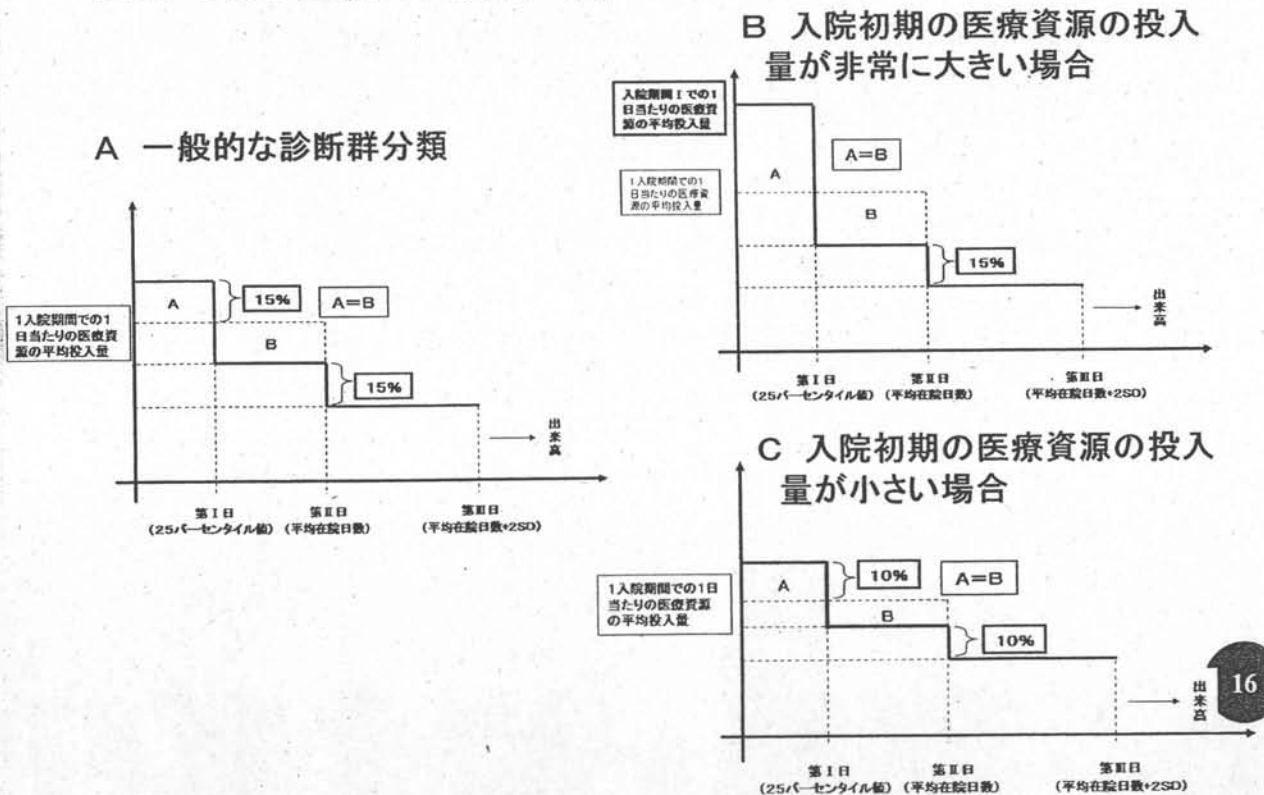 A 一般的な診断群分類
1入院期間での1
日当たりの医療資
源の平均投入量
A
15%
A=B
B
15%
出
来
高
第Ⅰ日
(25パーセンタイル値)
第Ⅱ日
(平均在院日数)
第Ⅲ日
(平均在院日数+2SD)
B 入院初期の医療資源の投入
量が非常に大きい場合
入院期間Ⅰでの1
日当たりの医療資
源の平均投入量
1入院期間での1
日当たりの医療資
源の平均投入量
A
A=B
B
15%
出
来
高
第Ⅰ日
(25パーセンタイル値)
第Ⅱ日
(平均在院日数)
第Ⅲ日
(平均在院日数+2SD)
C 入院初期の医療資源の投入
量が小さい場合
1入院期間での1日
当たりの医療資源
の平均投入量
A
10%
A=B
B
10%
出
来
高
第Ⅰ日
(25パーセンタイル値)
第Ⅱ日
(平均在院日数)
第Ⅲ日
(平均在院日数+2SD)
16